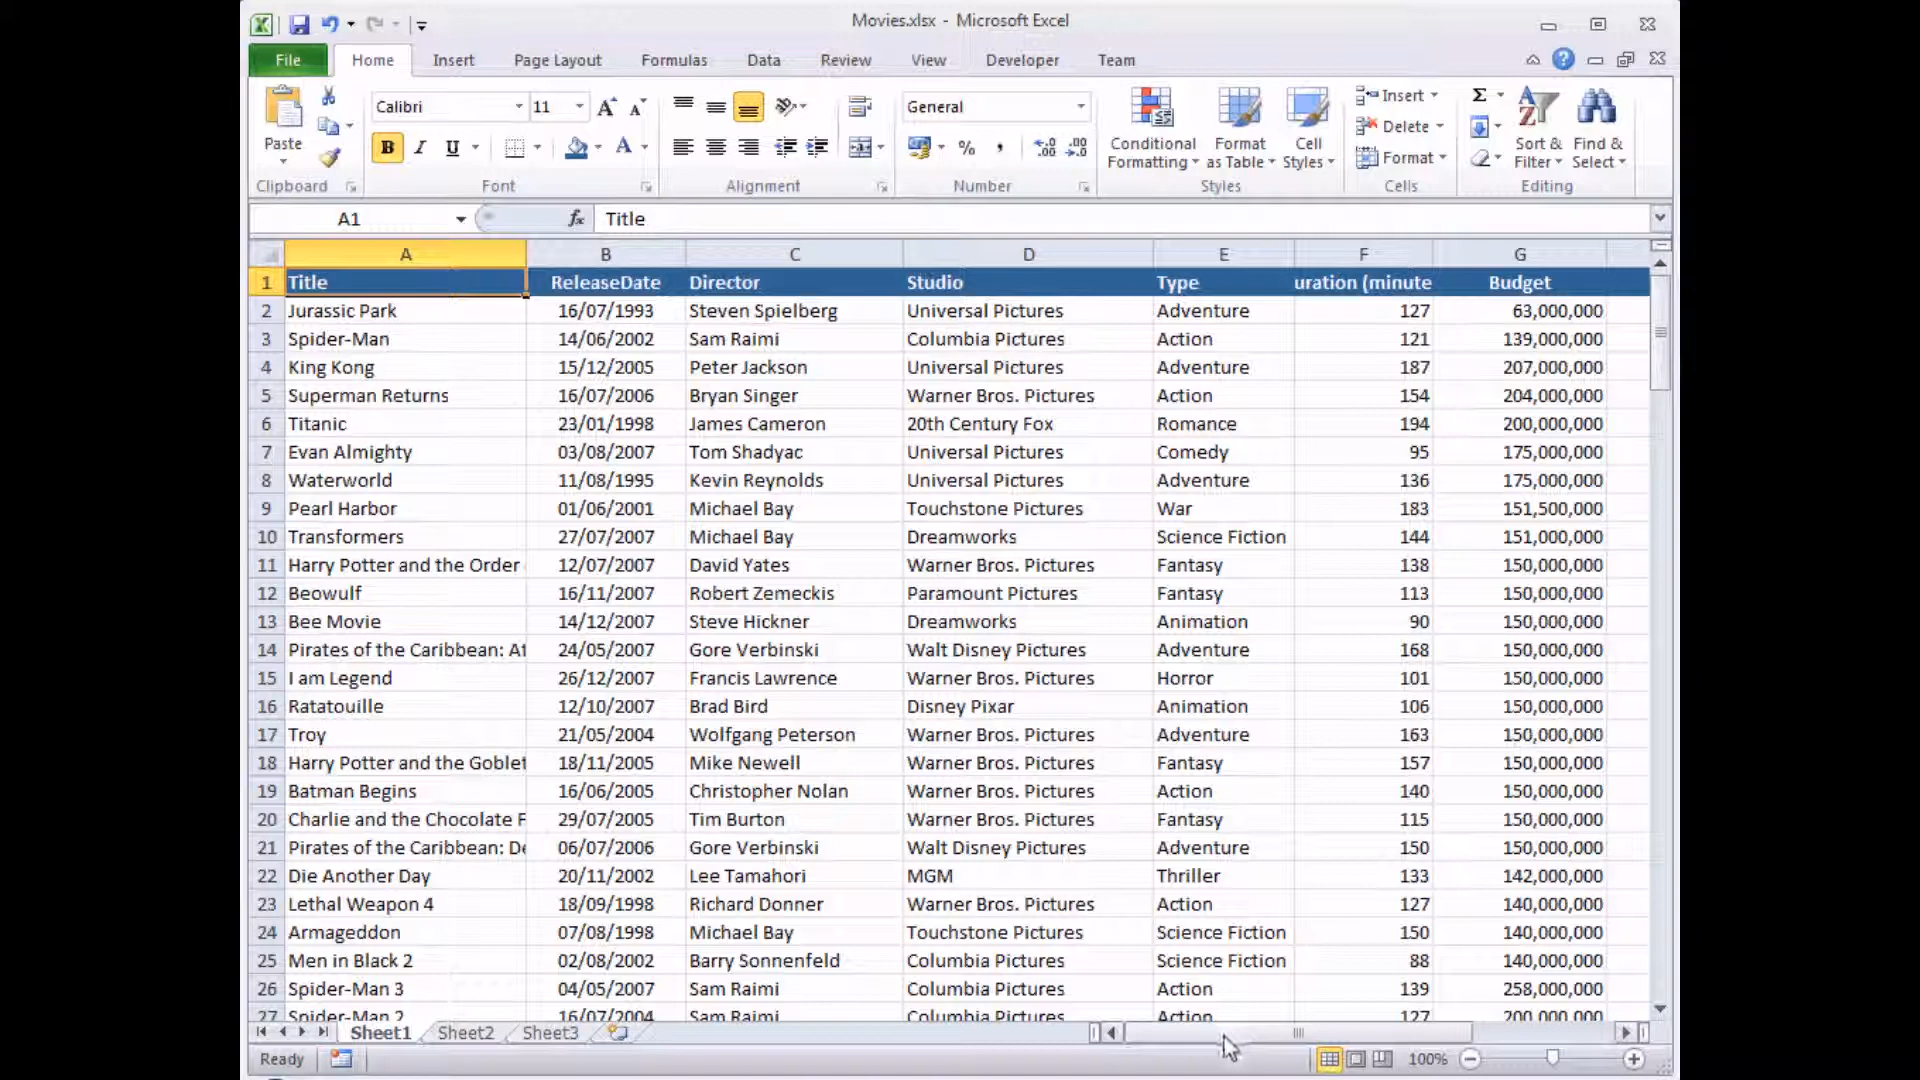 Movies.xlsx - Microsoft Excel
File Home Insert Page Layout Formulas Data Review View Developer Team
Paste
Calibri 11
B I U A
General
%
Conditional Formatting
Format as Table
Cell Styles
Insert
Delete
Format
Σ
Sort & Filter
Find & Select
Clipboard Font Alignment Number Styles Cells Editing
A1 fx Title
A B C D E F G
1 Title ReleaseDate Director Studio Type uration (minute Budget
2 Jurassic Park 16/07/1993 Steven Spielberg Universal Pictures Adventure 127 63,000,000
3 Spider-Man 14/06/2002 Sam Raimi Columbia Pictures Action 121 139,000,000
4 King Kong 15/12/2005 Peter Jackson Universal Pictures Adventure 187 207,000,000
5 Superman Returns 16/07/2006 Bryan Singer Warner Bros. Pictures Action 154 204,000,000
6 Titanic 23/01/1998 James Cameron 20th Century Fox Romance 194 200,000,000
7 Evan Almighty 03/08/2007 Tom Shadyac Universal Pictures Comedy 95 175,000,000
8 Waterworld 11/08/1995 Kevin Reynolds Universal Pictures Adventure 136 175,000,000
9 Pearl Harbor 01/06/2001 Michael Bay Touchstone Pictures War 183 151,500,000
10 Transformers 27/07/2007 Michael Bay Dreamworks Science Fiction 144 151,000,000
11 Harry Potter and the Order 12/07/2007 David Yates Warner Bros. Pictures Fantasy 138 150,000,000
12 Beowulf 16/11/2007 Robert Zemeckis Paramount Pictures Fantasy 113 150,000,000
13 Bee Movie 14/12/2007 Steve Hickner Dreamworks Animation 90 150,000,000
14 Pirates of the Caribbean: At 24/05/2007 Gore Verbinski Walt Disney Pictures Adventure 168 150,000,000
15 I am Legend 26/12/2007 Francis Lawrence Warner Bros. Pictures Horror 101 150,000,000
16 Ratatouille 12/10/2007 Brad Bird Disney Pixar Animation 106 150,000,000
17 Troy 21/05/2004 Wolfgang Peterson Warner Bros. Pictures Adventure 163 150,000,000
18 Harry Potter and the Goblet 18/11/2005 Mike Newell Warner Bros. Pictures Fantasy 157 150,000,000
19 Batman Begins 16/06/2005 Christopher Nolan Warner Bros. Pictures Action 140 150,000,000
20 Charlie and the Chocolate F 29/07/2005 Tim Burton Warner Bros. Pictures Fantasy 115 150,000,000
21 Pirates of the Caribbean: De 06/07/2006 Gore Verbinski Walt Disney Pictures Adventure 150 150,000,000
22 Die Another Day 20/11/2002 Lee Tamahori MGM Thriller 133 142,000,000
23 Lethal Weapon 4 18/09/1998 Richard Donner Warner Bros. Pictures Action 127 140,000,000
24 Armageddon 07/08/1998 Michael Bay Touchstone Pictures Science Fiction 150 140,000,000
25 Men in Black 2 02/08/2002 Barry Sonnenfeld Columbia Pictures Science Fiction 88 140,000,000
26 Spider-Man 3 04/05/2007 Sam Raimi Columbia Pictures Action 139 258,000,000
27 Spider-Man 2 16/07/2004 Sam Raimi Columbia Pictures Action 127 200,000,000
Sheet1 Sheet2 Sheet3
Ready 100%